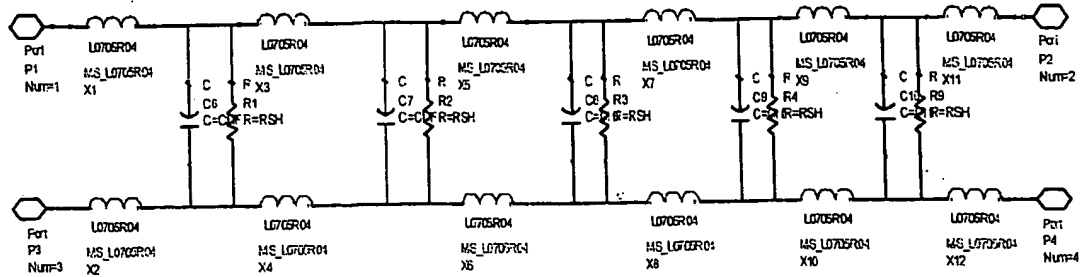 Port
P1
Num=1
L0705R04
MS_L0705R04
X1
C
C6
R
R1
R=RSH
L0705R04
MS_L0705R04
X3
C
C7
R
R2
R=RSH
L0705R04
MS_L0705R04
X5
C
C8
R
R3
R=RSH
L0705R04
MS_L0705R04
X7
C
C9
R
R4
R=RSH
L0705R04
MS_L0705R04
X9
C
C10
R
R9
R=RSH
L0705R04
MS_L0705R04
X11
Port
P2
Num=2
Port
P3
Num=3
L0705R04
MS_L0705R04
X2
L0705R04
MS_L0705R04
X4
L0705R04
MS_L0705R04
X6
L0705R04
MS_L0705R04
X8
L0705R04
MS_L0705R04
X10
L0705R04
MS_L0705R04
X12
Port
P4
Num=4